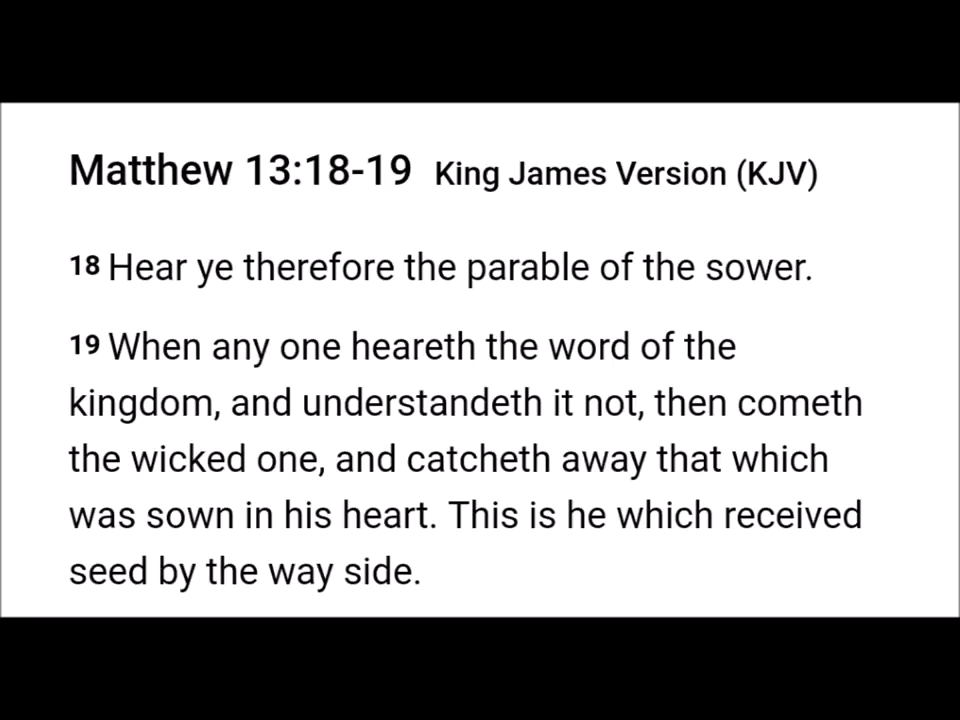 Matthew 13:18-19 King James Version (KJV)
18 Hear ye therefore the parable of the sower.
19 When any one heareth the word of the
kingdom, and understandeth it not, then cometh
the wicked one, and catcheth away that which
was sown in his heart. This is he which received
seed by the way side.